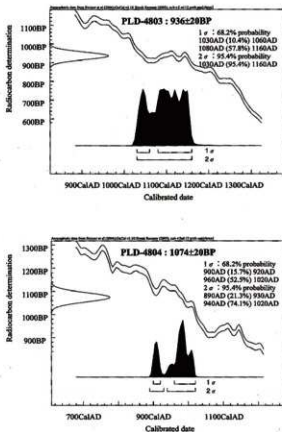 PLD-4803 : 936±20BP
1σ : 68.2% probability
1030AD (10.4%) 1060AD
1080AD (57.8%) 1160AD
2σ : 95.4% probability
1030AD (95.4%) 1160AD
Radiocarbon determination
1100BP
1000BP
900BP
800BP
700BP
600BP
1σ
2σ
900CalAD 1000CalAD 1100CalAD 1200CalAD 1300CalAD
Calibrated date
PLD-4804 : 1074±20BP
1σ : 68.2% probability
900AD (15.7%) 920AD
960AD (52.5%) 1020AD
2σ : 95.4% probability
890AD (21.3%) 930AD
940AD (74.1%) 1020AD
Radiocarbon determination
1300BP
1200BP
1100BP
1000BP
900BP
1σ
2σ
700CalAD 900CalAD 1100CalAD
Calibrated date